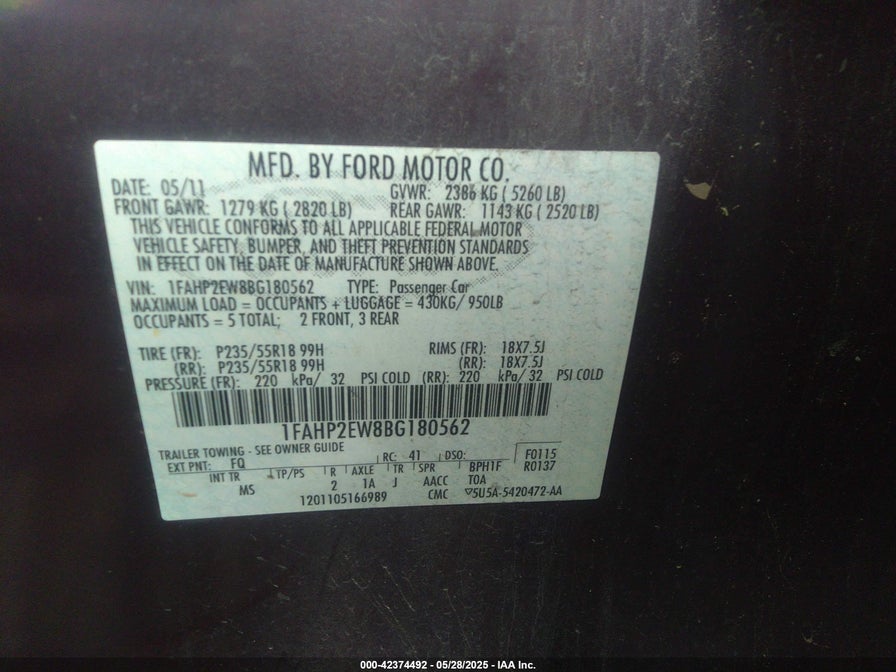 MFD. BY FORD MOTOR CO.
DATE: 05/11 GVWR: 2386 KG ( 5260 LB)
FRONT GAWR: 1279 KG ( 2820 LB) REAR GAWR: 1143 KG ( 2520 LB)
THIS VEHICLE CONFORMS TO ALL APPLICABLE FEDERAL MOTOR
VEHICLE SAFETY, BUMPER, AND THEFT PREVENTION STANDARDS
IN EFFECT ON THE DATE OF MANUFACTURE SHOWN ABOVE.
VIN: 1FAHP2EW8BG180562 TYPE: Passenger Car
MAXIMUM LOAD = OCCUPANTS + LUGGAGE = 430KG/ 950LB
OCCUPANTS = 5 TOTAL; 2 FRONT, 3 REAR
TIRE (FR): P235/55R18 99H RIMS (FR): 18X7.5J
(RR): P235/55R18 99H (RR): 18X7.5J
PRESSURE (FR): 220 kPa/ 32 PSI COLD (RR): 220 kPa/ 32 PSI COLD
1FAHP2EW8BG180562
TRAILER TOWING - SEE OWNER GUIDE
EXT PNT: FQ RC: 41 DSO: F0115
INT TR TP/PS R AXLE TR SPR BPH1F R0137
MS 2 1A J AACC TOA
1201105166989 CMC ▽5U5A-5420472-AA
000-42374492 - 05/28/2025 - IAA Inc.